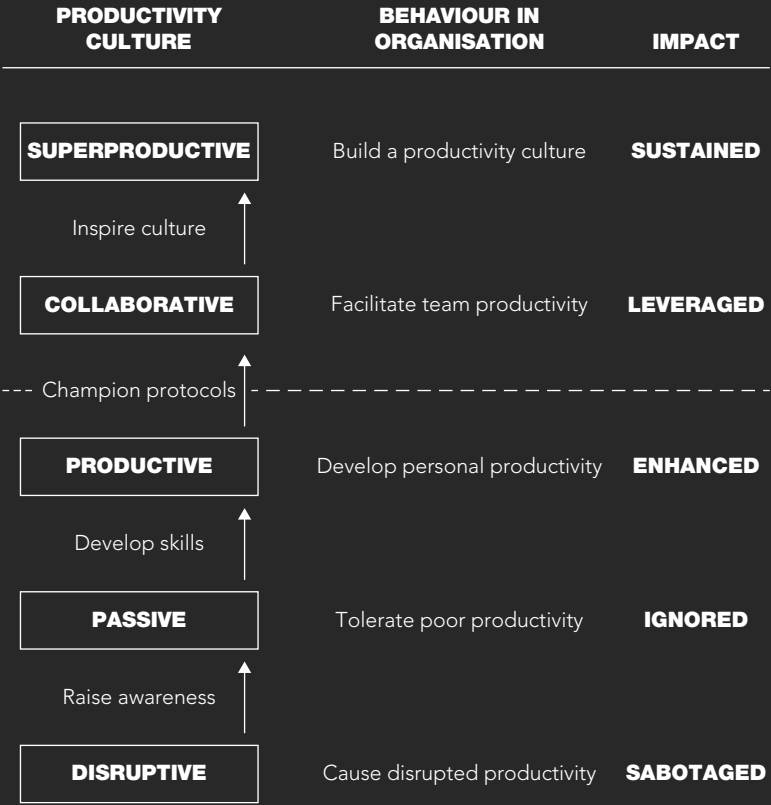 PRODUCTIVITY
CULTURE
BEHAVIOUR IN
ORGANISATION
IMPACT
SUPERPRODUCTIVE
Build a productivity culture
SUSTAINED
Inspire culture
COLLABORATIVE
Facilitate team productivity
LEVERAGED
Champion protocols
PRODUCTIVE
Develop personal productivity
ENHANCED
Develop skills
PASSIVE
Tolerate poor productivity
IGNORED
Raise awareness
DISRUPTIVE
Cause disrupted productivity
SABOTAGED